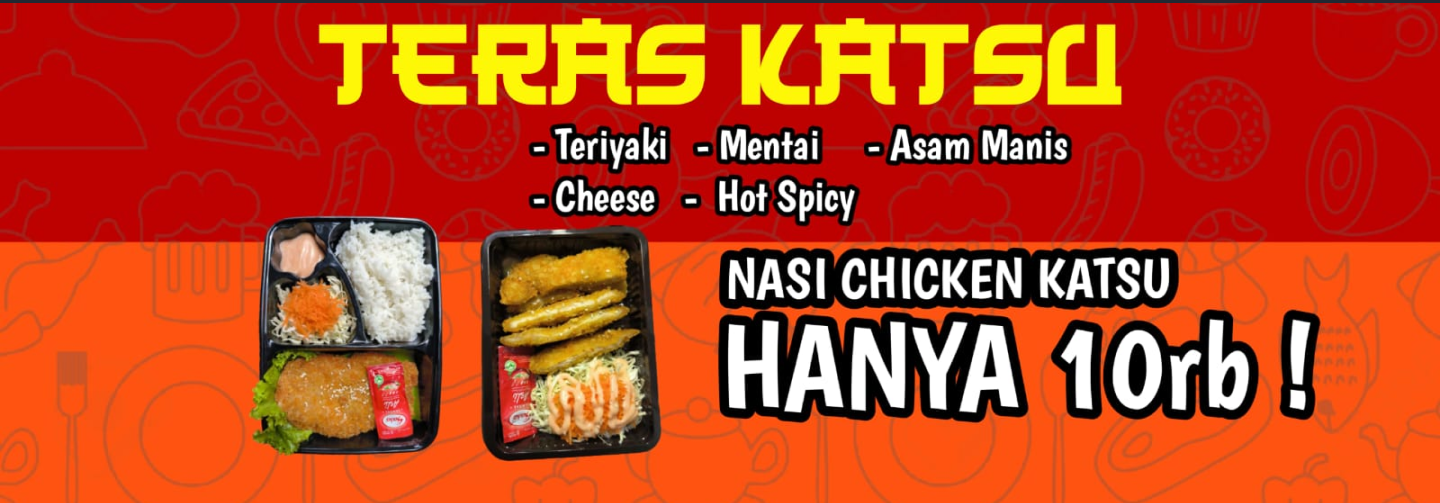 TERAS KATSU
- Teriyaki - Mentai - Asam Manis
- Cheese - Hot Spicy
NASI CHICKEN KATSU
HANYA 10rb !